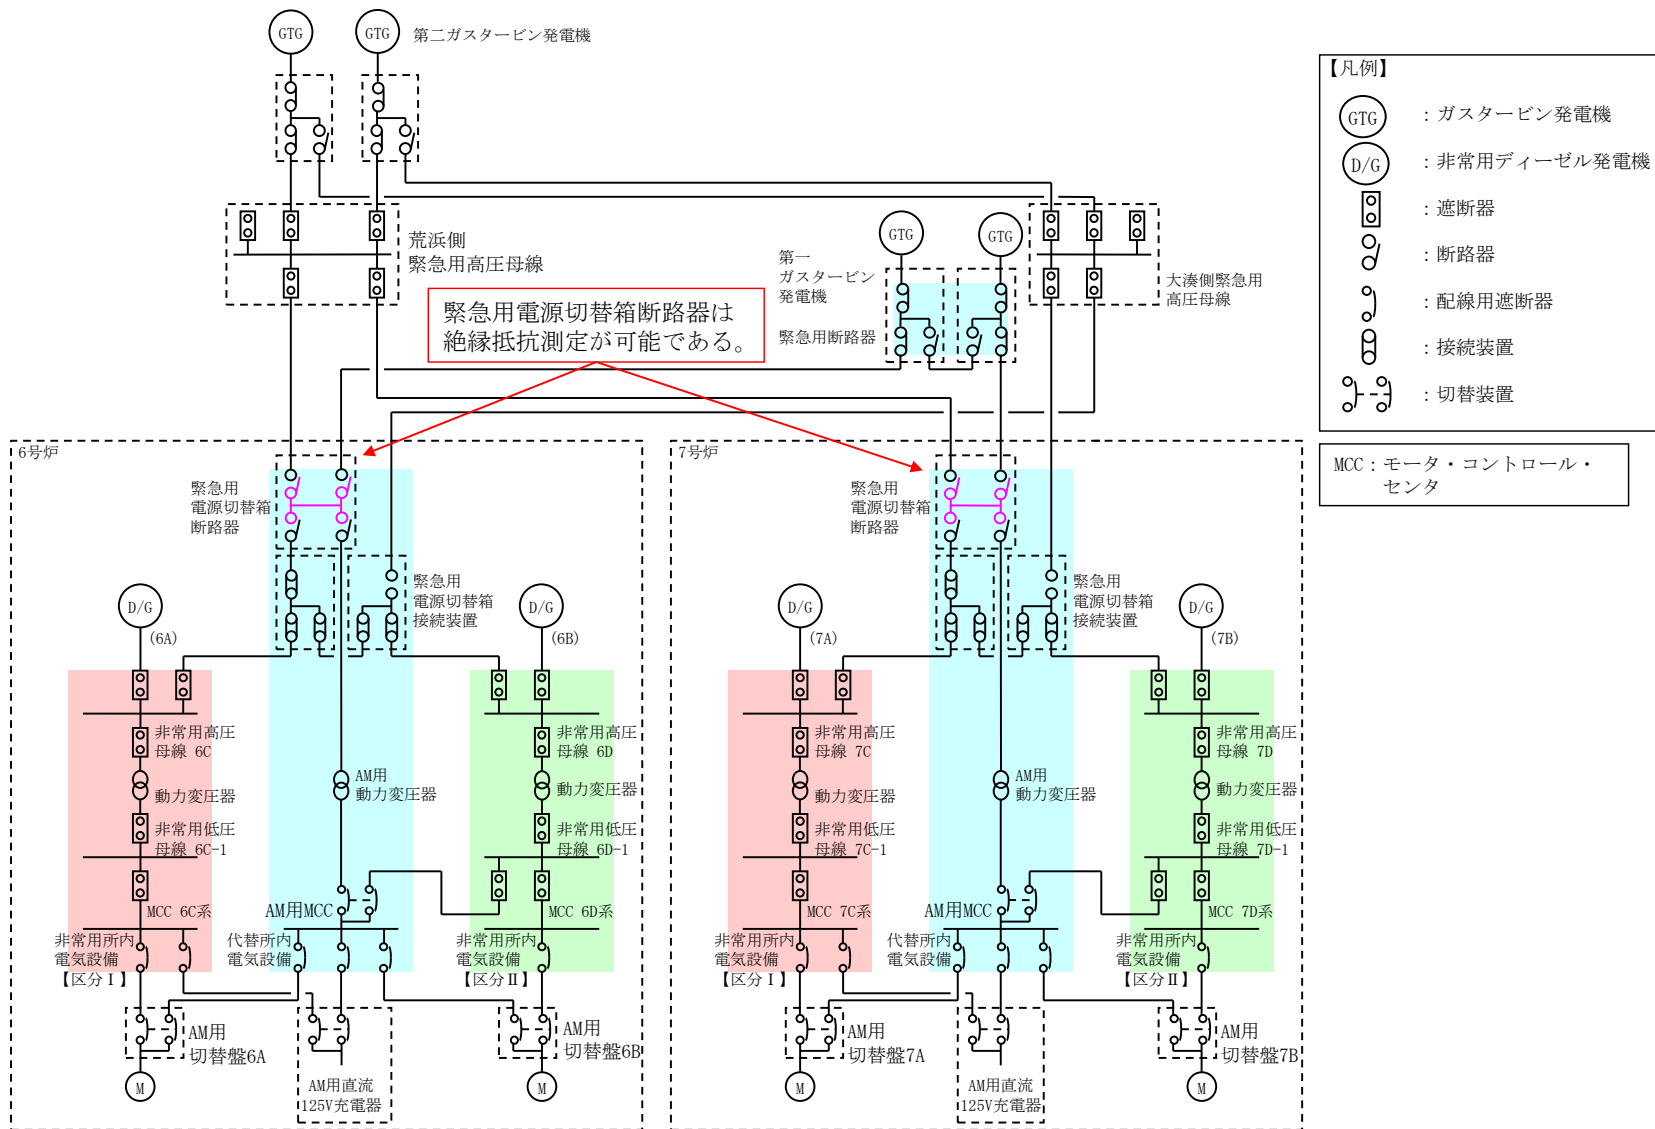 GTG
GTG
第二ガスタービン発電機
【凡例】
GTG
：ガスタービン発電機
D/G
：非常用ディーゼル発電機
：遮断器
：断路器
：配線用遮断器
：接続装置
：切替装置
MCC：モータ・コントロール・
センタ
荒浜側
緊急用高圧母線
第一
ガスタービン
発電機
GTG
GTG
緊急用断路器
大湊側緊急用
高圧母線
緊急用電源切替箱断路器は
絶縁抵抗測定が可能である。
6号炉
緊急用
電源切替箱
断路器
緊急用
電源切替箱
接続装置
D/G
(6A)
D/G
(6B)
非常用高圧
母線 6C
動力変圧器
非常用低圧
母線 6C-1
MCC 6C系
非常用所内
電気設備
【区分Ⅰ】
AM用
動力変圧器
AM用MCC
代替所内
電気設備
非常用高圧
母線 6D
動力変圧器
非常用低圧
母線 6D-1
MCC 6D系
非常用所内
電気設備
【区分Ⅱ】
AM用
切替盤6A
M
AM用直流
125V充電器
AM用
切替盤6B
M
7号炉
緊急用
電源切替箱
断路器
緊急用
電源切替箱
接続装置
D/G
(7A)
D/G
(7B)
非常用高圧
母線 7C
動力変圧器
非常用低圧
母線 7C-1
MCC 7C系
非常用所内
電気設備
【区分Ⅰ】
AM用
動力変圧器
AM用MCC
代替所内
電気設備
非常用高圧
母線 7D
動力変圧器
非常用低圧
母線 7D-1
MCC 7D系
非常用所内
電気設備
【区分Ⅱ】
AM用
切替盤7A
M
AM用直流
125V充電器
AM用
切替盤7B
M